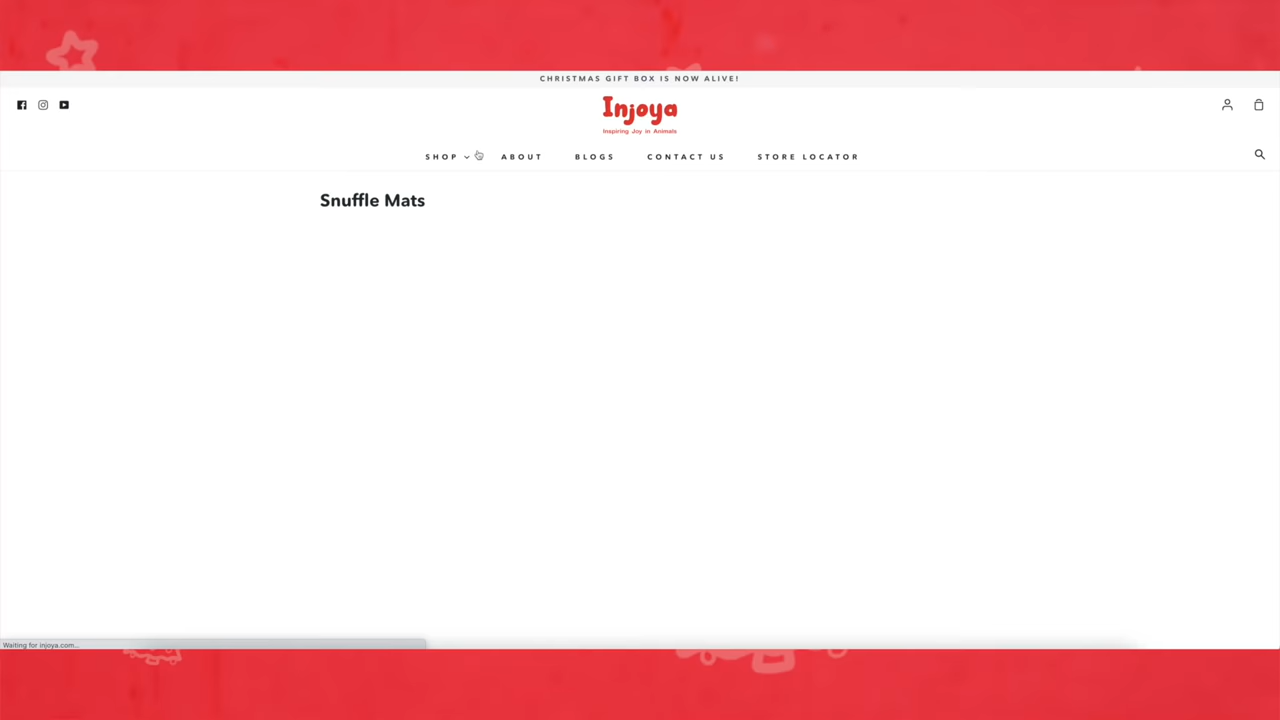 CHRISTMAS GIFT BOX IS NOW ALIVE!
Injoya
Inspiring Joy in Animals
SHOP ABOUT BLOGS CONTACT US STORE LOCATOR
Snuffle Mats
Waiting for injoya.com...